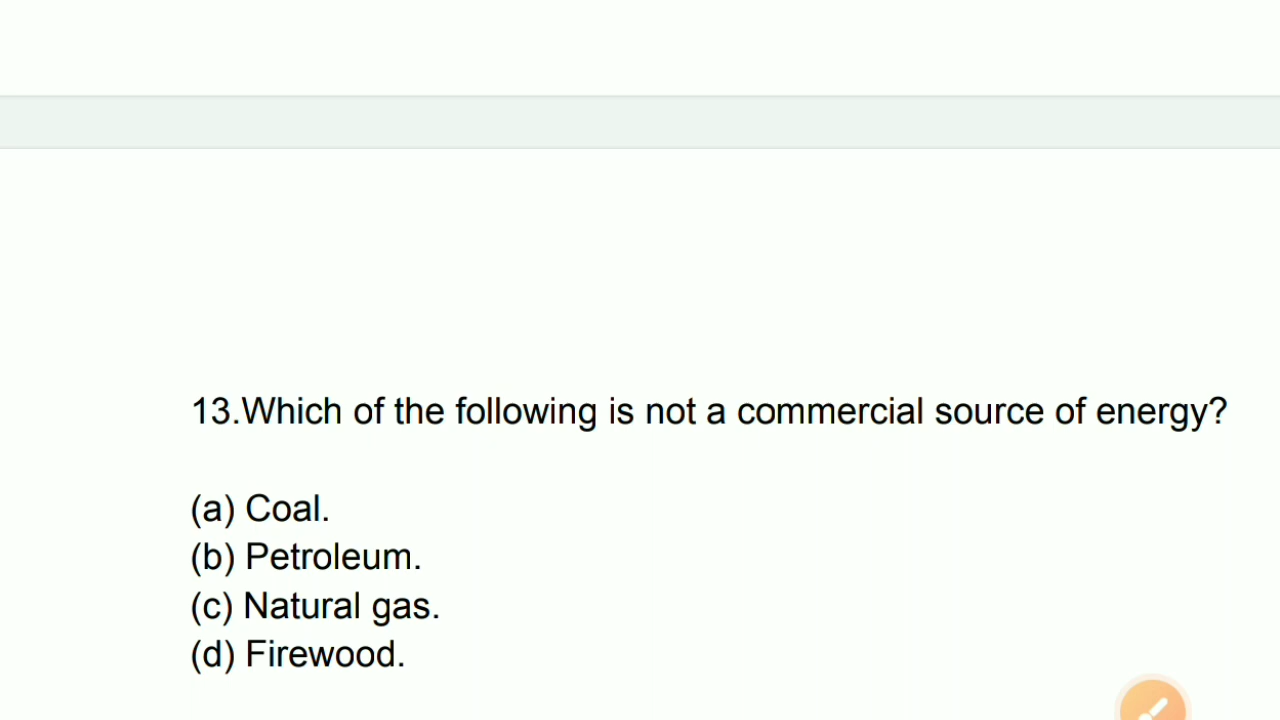 13.Which of the following is not a commercial source of energy?
(a) Coal.
(b) Petroleum.
(c) Natural gas.
(d) Firewood.